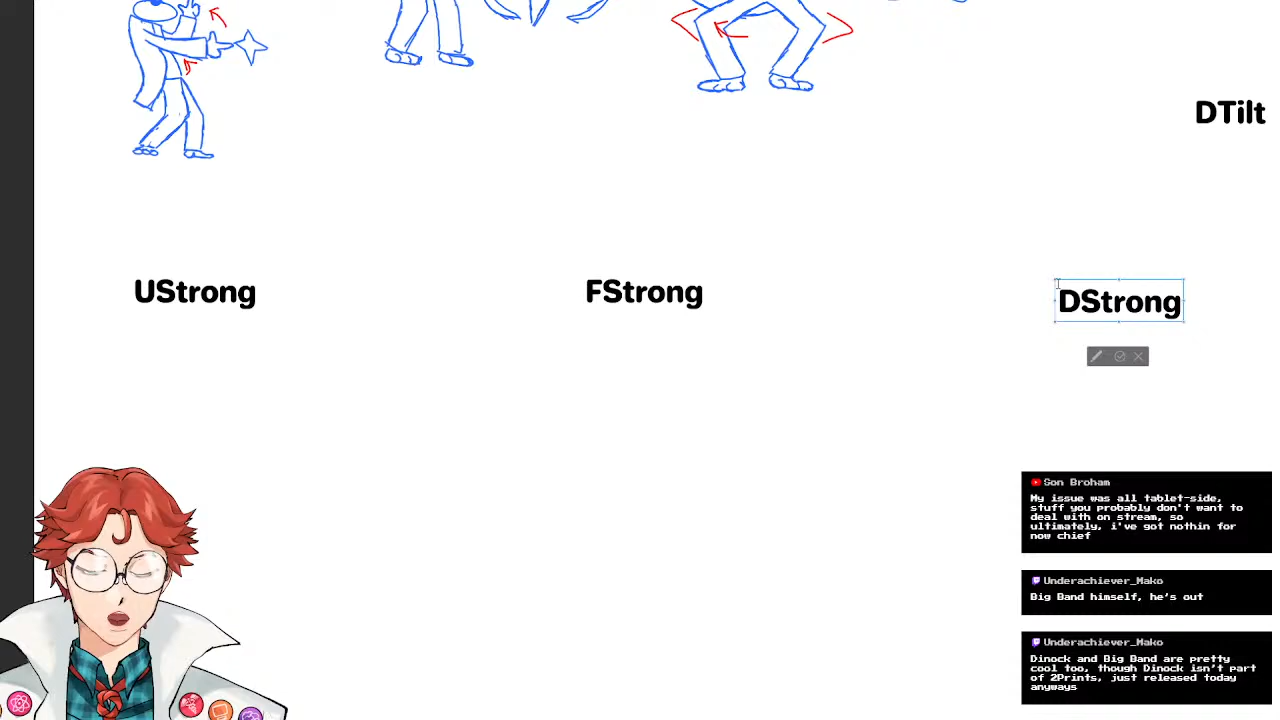 DTilt
UStrong
FStrong
DStrong
Son Broham
My issue was all tablet-side,
stuff you probably don't want to
deal with on stream, so
ultimately, i've got nothin for
now chief
Underachiever_Mako
Big Band himself, he's out
Underachiever_Mako
Dinock and Big Band are pretty
cool too, though Dinock isn't part
of 2Prints, just released today
anyways